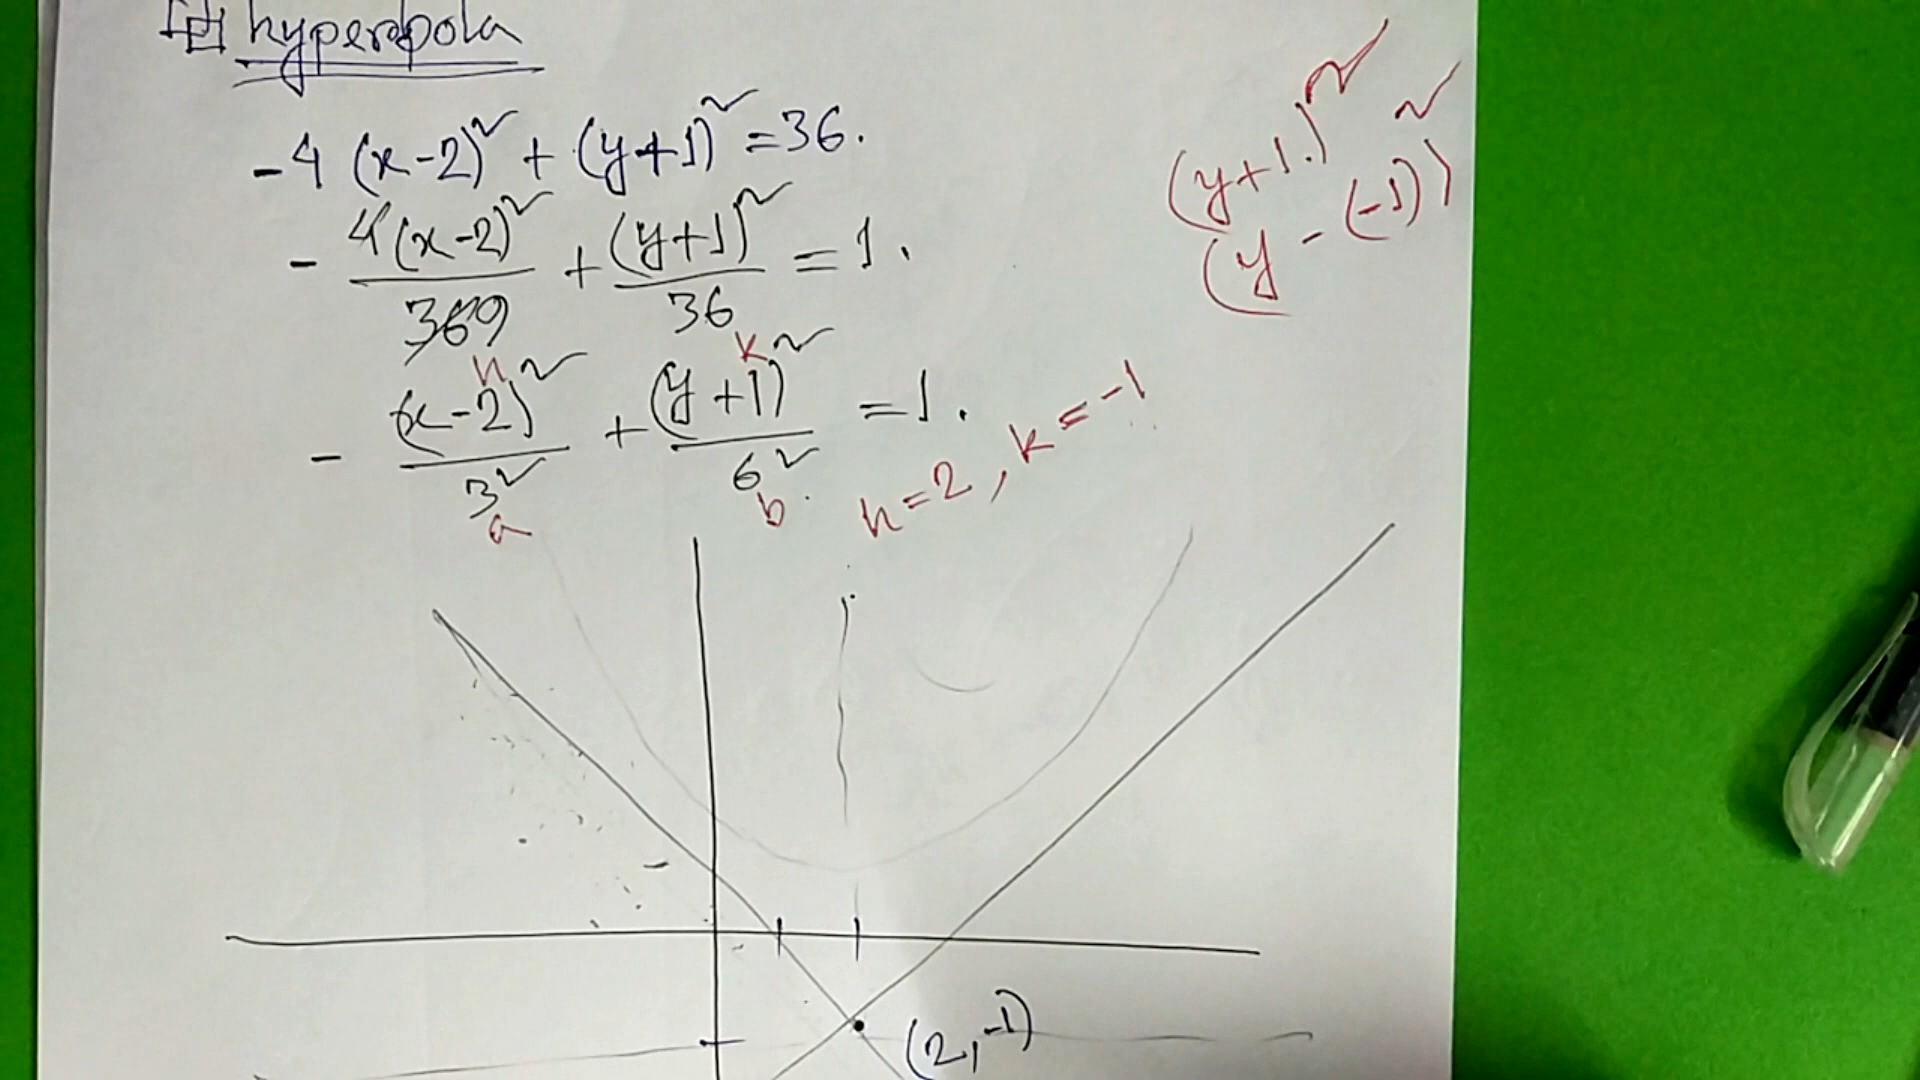 hyperbola
-4 (x-2)² + (y+1)² = 36.
- 4(x-2)²/36 9 + (y+1)²/36 = 1.
h k
- (x-2)²/3² + (y+1)²/6² = 1.
a b
h=2, k=-1
(y+1)²
(y-(-1))²
(2,-1)